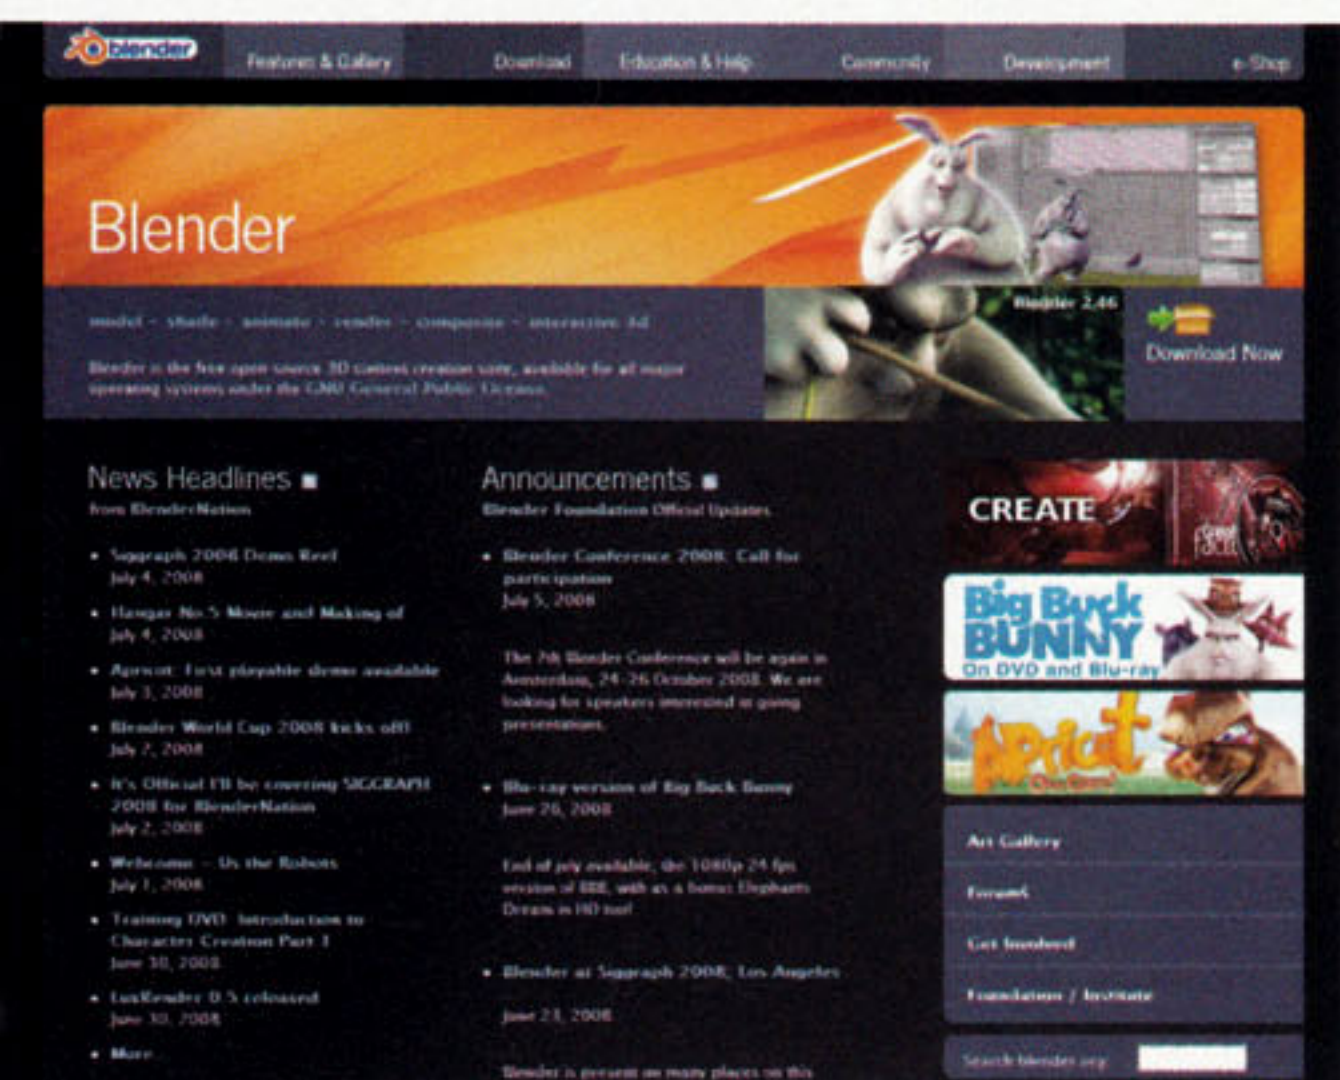 blender
Features & Gallery
Download
Education & Help
Community
Development
e-Shop
Blender
model - shade - animate - render - composite - interactive 3d
Blender 2.46
Download Now
Blender is the free open source 3D content creation suite, available for all major
operating systems under the GNU General Public License.
News Headlines
from BlenderNation
Siggraph 2008 Demo Reel
July 4, 2008
Hangar No.5 Movie and Making of
July 4, 2008
Apricot: First playable demo available
July 3, 2008
Blender World Cup 2008 kicks off!
July 2, 2008
It's Official I'll be covering SIGGRAPH
2008 for BlenderNation
July 2, 2008
Us the Robots
July 1, 2008
Training DVD: Introduction to
Character Creation Part 1
June 30, 2008
LuxRender 0.5 released
June 30, 2008
More
Announcements
Blender Foundation Official Updates
Blender Conference 2008: Call for
participation
July 5, 2008
The 7th Blender Conference will be again in
Amsterdam, 24-26 October 2008. We are
looking for speakers interested in giving
presentations.
Blu-ray version of Big Buck Bunny
June 26, 2008
End of july available, the 1080p 24 fps
version of BBB, with as a bonus Elephants
Dream in HD too!
Blender at Siggraph 2008, Los Angeles
June 23, 2008
Blender is present on many places on this
CREATE
Big Buck
BUNNY
On DVD and Blu-ray
Apricot
Open Game
Art Gallery
Forums
Get Involved
Foundation / Institute
Search blender.org: